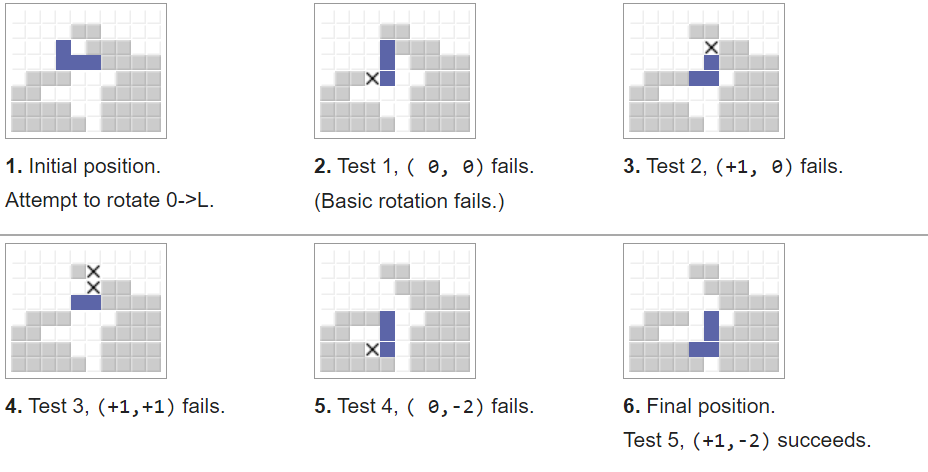 1. Initial position.
Attempt to rotate 0->L.
2. Test 1, ( 0, 0) fails.
(Basic rotation fails.)
3. Test 2, (+1, 0) fails.
4. Test 3, (+1,+1) fails.
5. Test 4, ( 0,-2) fails.
6. Final position.
Test 5, (+1,-2) succeeds.